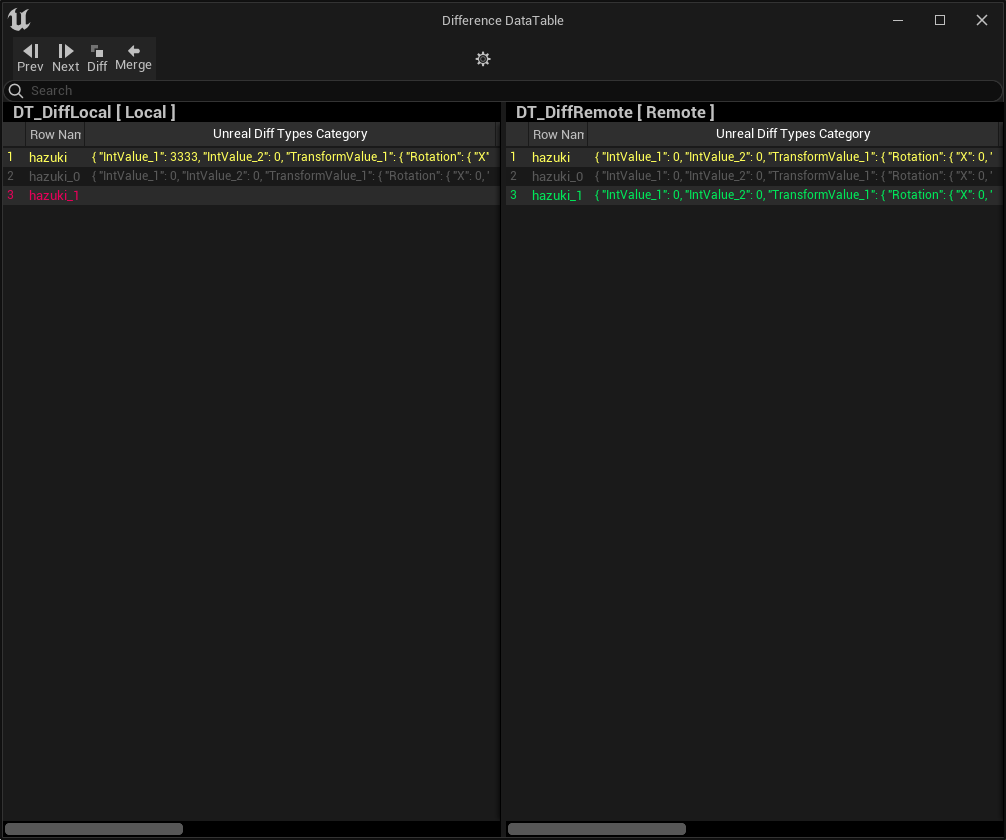 Difference DataTable
Prev Next Diff Merge
Search
DT_DiffLocal [ Local ]
Row Nan Unreal Diff Types Category
1 hazuki { "IntValue_1": 3333, "IntValue_2": 0, "TransformValue_1": { "Rotation": { "X"
2 hazuki_0 { "IntValue_1": 0, "IntValue_2": 0, "TransformValue_1": { "Rotation": { "X": 0, "
3 hazuki_1
DT_DiffRemote [ Remote ]
Row Nan Unreal Diff Types Category
1 hazuki { "IntValue_1": 0, "IntValue_2": 0, "TransformValue_1": { "Rotation": { "X": 0, "
2 hazuki_0 { "IntValue_1": 0, "IntValue_2": 0, "TransformValue_1": { "Rotation": { "X": 0, "
3 hazuki_1 { "IntValue_1": 0, "IntValue_2": 0, "TransformValue_1": { "Rotation": { "X": 0, "